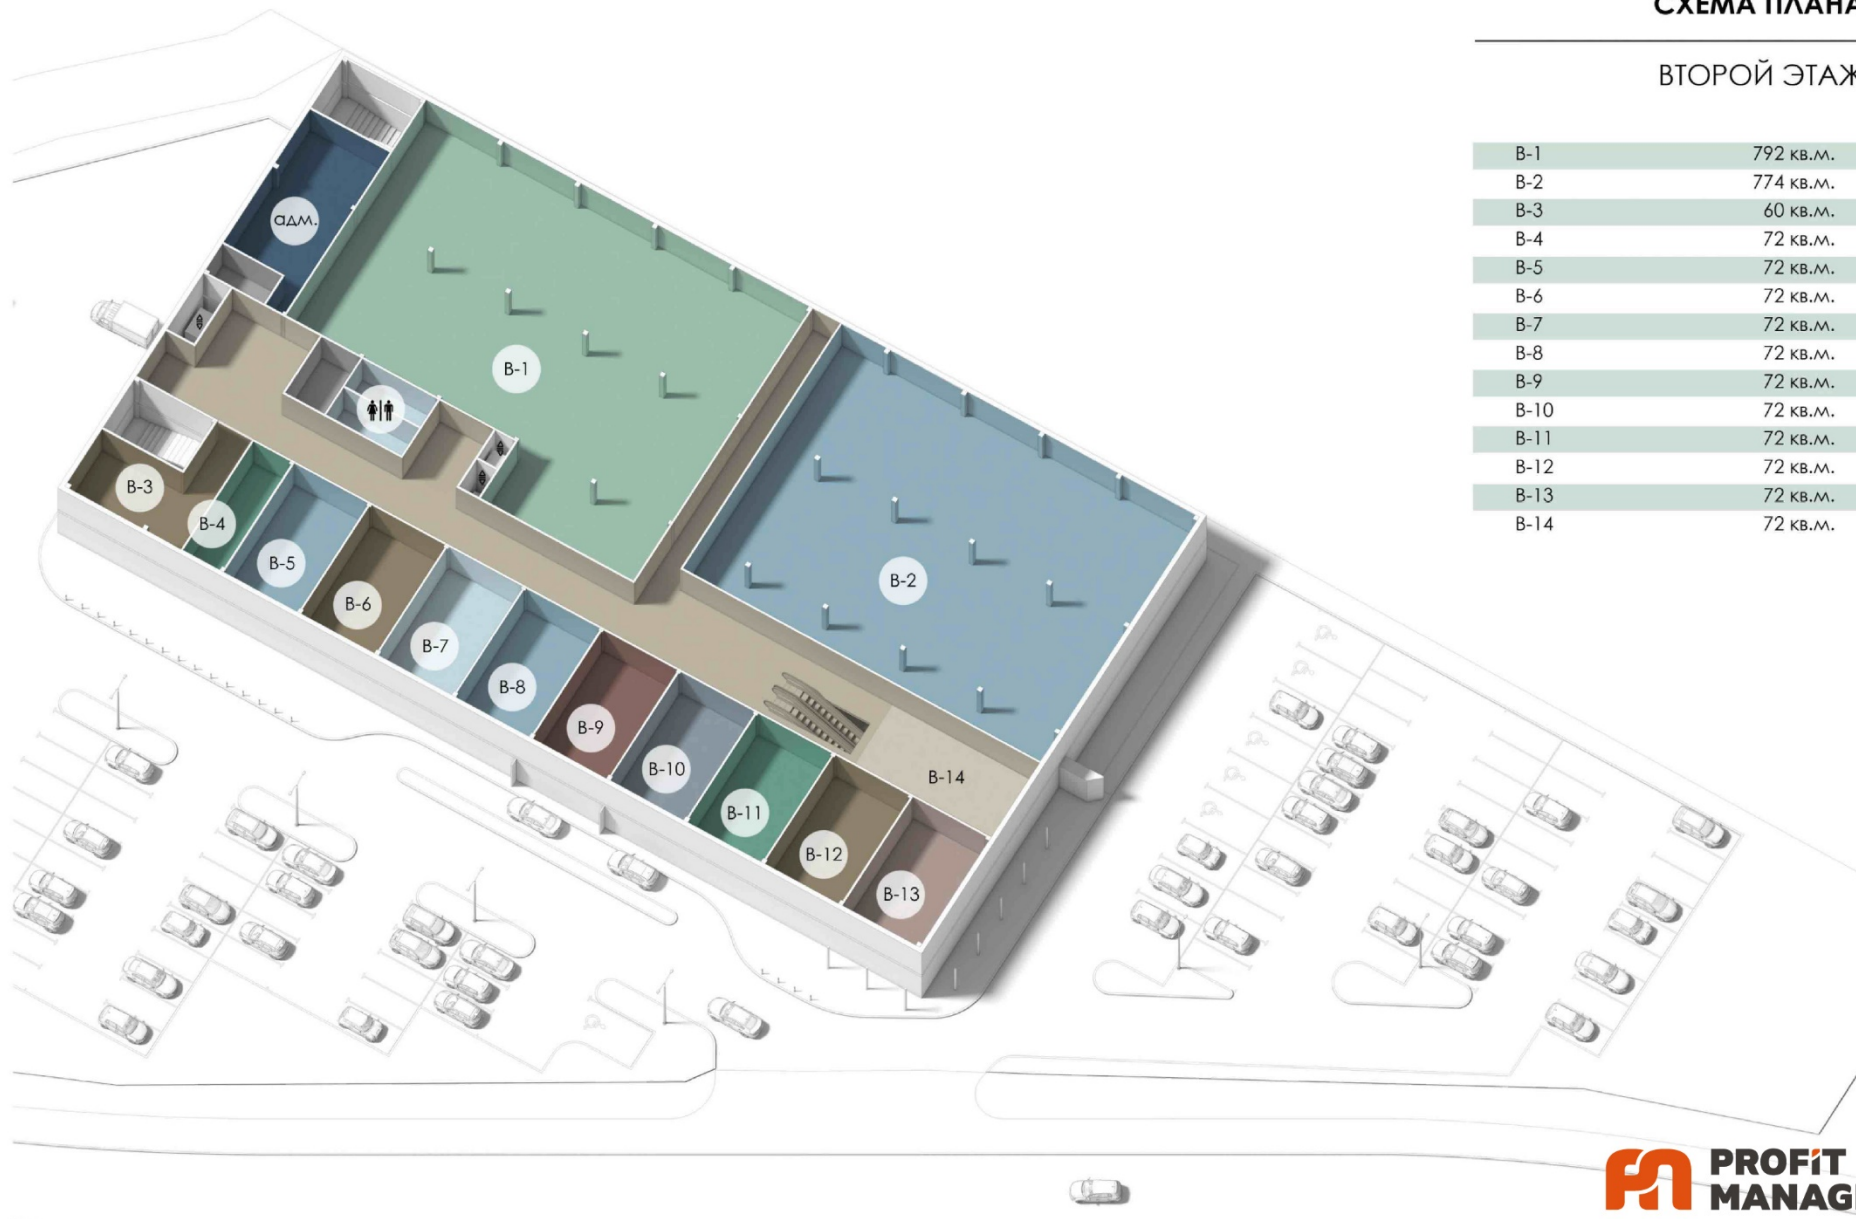 СХЕМА ПЛАНА
ВТОРОЙ ЭТАЖ
В-1 792 кв.м.
В-2 774 кв.м.
В-3 60 кв.м.
В-4 72 кв.м.
В-5 72 кв.м.
В-6 72 кв.м.
В-7 72 кв.м.
В-8 72 кв.м.
В-9 72 кв.м.
В-10 72 кв.м.
В-11 72 кв.м.
В-12 72 кв.м.
В-13 72 кв.м.
В-14 72 кв.м.
адм.
В-1
В-2
В-3
В-4
В-5
В-6
В-7
В-8
В-9
В-10
В-11
В-12
В-13
В-14
PROFIT
MANAG